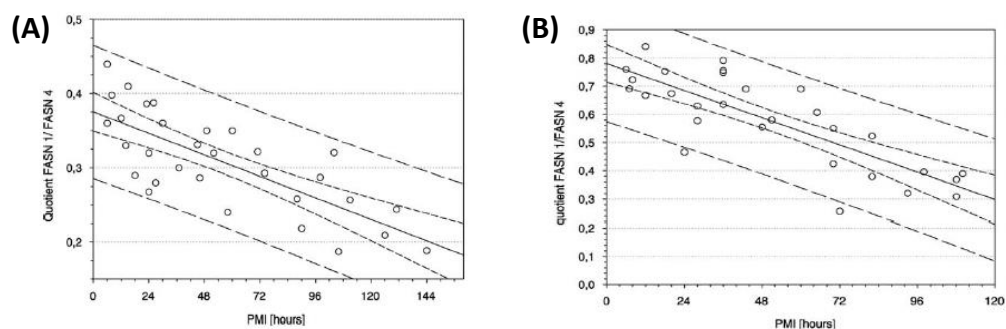 (A)
0,5
0,4
0,3
0,2
Quotient FASN 1/ FASN 4
0 24 48 72 96 120 144
PMI [hours]
(B)
0,9
0,8
0,7
0,6
0,5
0,4
0,3
0,2
0,1
0,0
quotient FASN 1/FASN 4
0 24 48 72 96 120
PMI [hours]